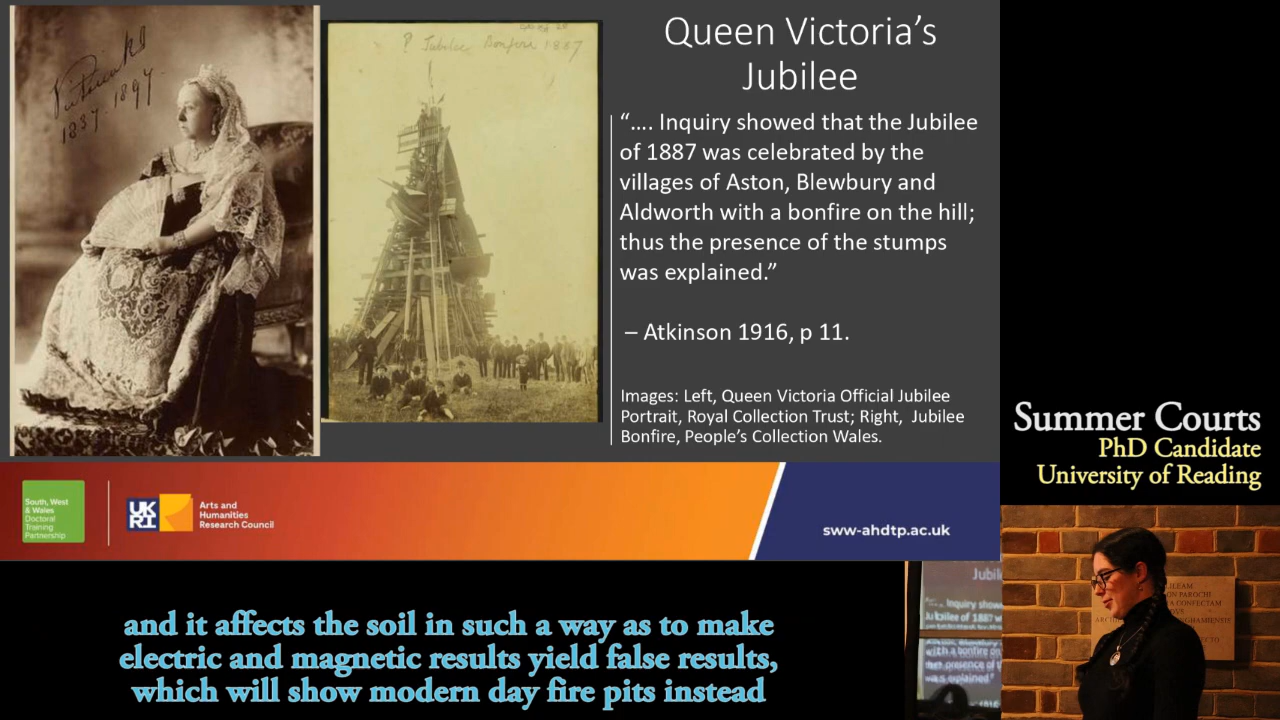 Queen Victoria’s
Jubilee
“…. Inquiry showed that the Jubilee
of 1887 was celebrated by the
villages of Aston, Blewbury and
Aldworth with a bonfire on the hill;
thus the presence of the stumps
was explained.”
– Atkinson 1916, p 11.
Images: Left, Queen Victoria Official Jubilee
Portrait, Royal Collection Trust; Right, Jubilee
Bonfire, People’s Collection Wales.
1837. 1897
Jubilee Bonfire 1887
South, West
& Wales
Doctoral
Training
Partnership
UK
RI
Arts and
Humanities
Research Council
sww-ahdtp.ac.uk
Summer Courts
PhD Candidate
University of Reading
and it affects the soil in such a way as to make
electric and magnetic results yield false results,
which will show modern day fire pits instead